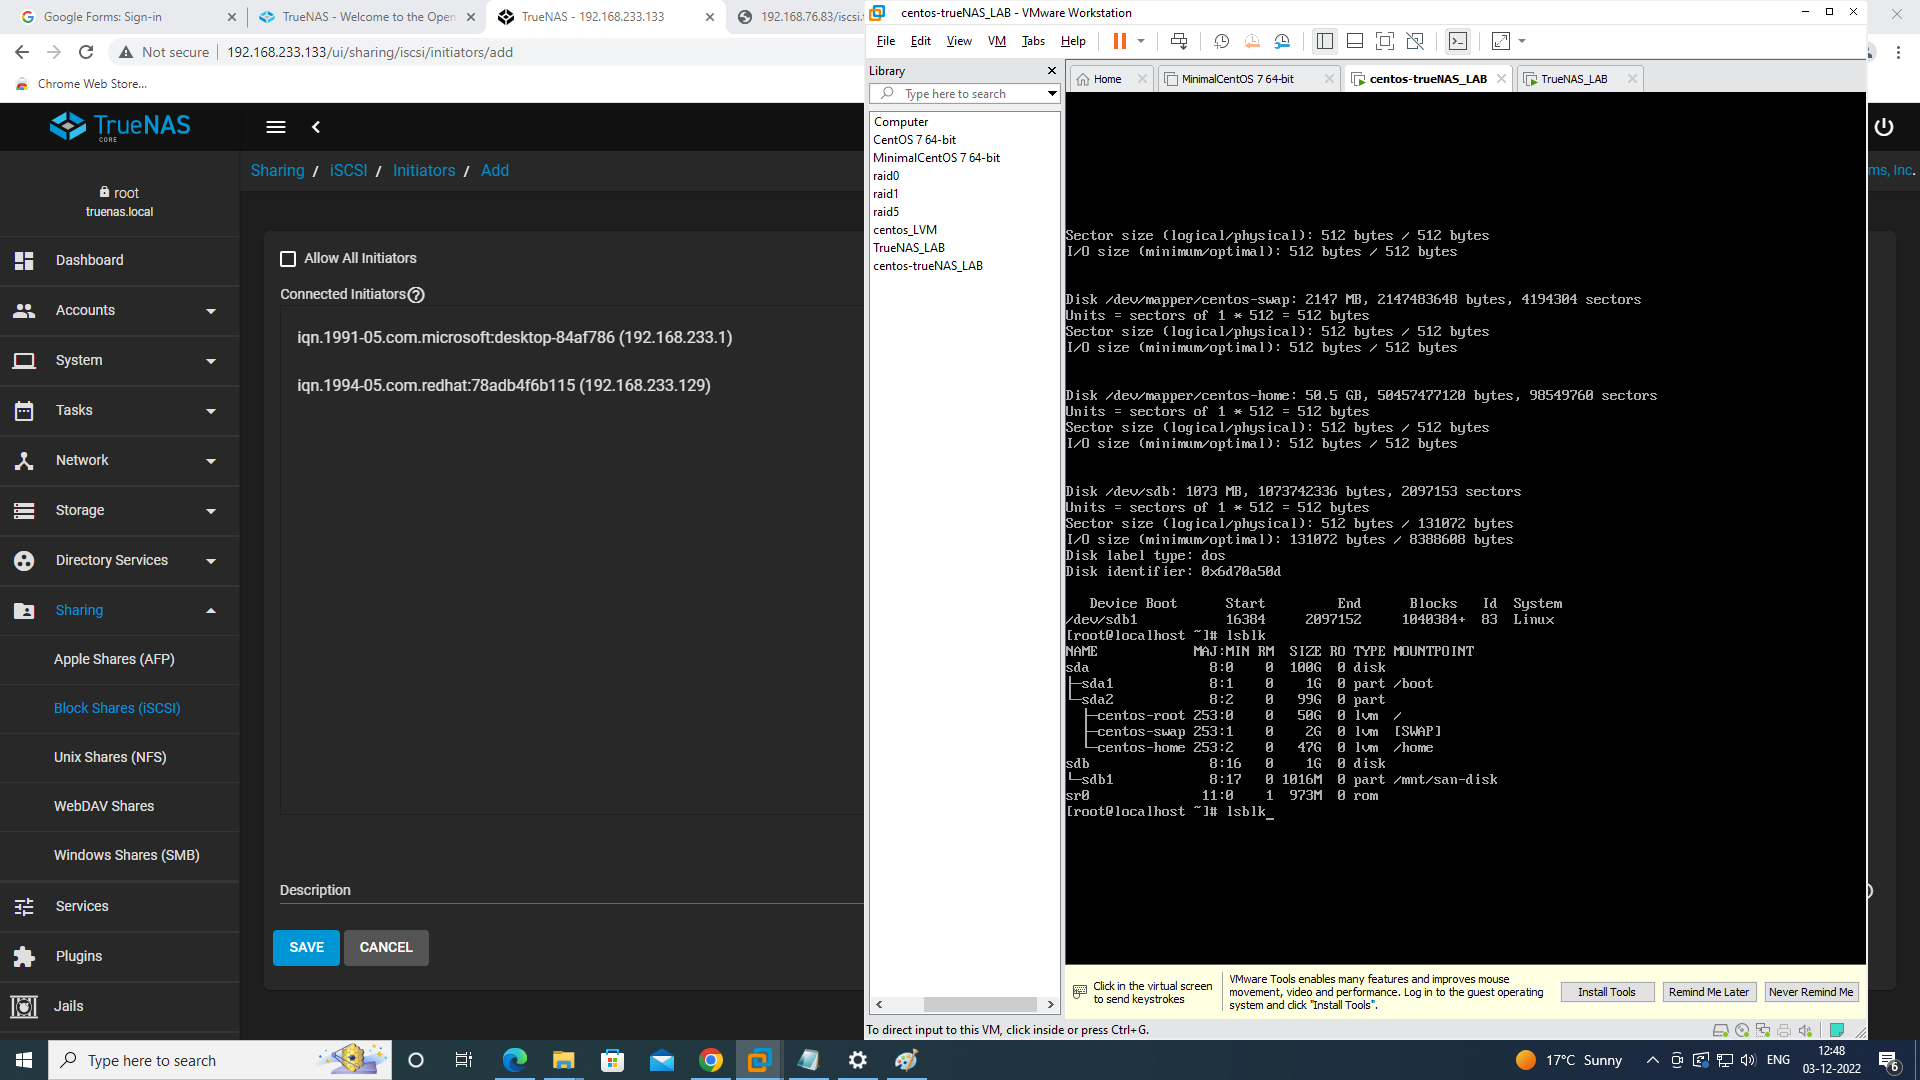 Google Forms: Sign-in
TrueNAS - Welcome to the Open
TrueNAS - 192.168.233.133
192.168.76.83/iscsi.
Not secure
192.168.233.133/ui/sharing/iscsi/initiators/add
Chrome Web Store...
TrueNAS
CORE
root
truenas.local
Dashboard
Accounts
System
Tasks
Network
Storage
Directory Services
Sharing
Apple Shares (AFP)
Block Shares (iSCSI)
Unix Shares (NFS)
WebDAV Shares
Windows Shares (SMB)
Services
Plugins
Jails
Sharing / iSCSI / Initiators / Add
ms, Inc.
Allow All Initiators
Connected Initiators
iqn.1991-05.com.microsoft:desktop-84af786 (192.168.233.1)
iqn.1994-05.com.redhat:78adb4f6b115 (192.168.233.129)
Description
SAVE
CANCEL
centos-trueNAS_LAB - VMware Workstation
File Edit View VM Tabs Help
Library
Type here to search
Computer
CentOS 7 64-bit
MinimalCentOS 7 64-bit
raid0
raid1
raid5
centos_LVM
TrueNAS_LAB
centos-trueNAS_LAB
Home
MinimalCentOS 7 64-bit
centos-trueNAS_LAB
TrueNAS_LAB
Sector size (logical/physical): 512 bytes / 512 bytes
I/O size (minimum/optimal): 512 bytes / 512 bytes
Disk /dev/mapper/centos-swap: 2147 MB, 2147483648 bytes, 4194304 sectors
Units = sectors of 1 * 512 = 512 bytes
Sector size (logical/physical): 512 bytes / 512 bytes
I/O size (minimum/optimal): 512 bytes / 512 bytes
Disk /dev/mapper/centos-home: 50.5 GB, 50457477120 bytes, 98549760 sectors
Units = sectors of 1 * 512 = 512 bytes
Sector size (logical/physical): 512 bytes / 512 bytes
I/O size (minimum/optimal): 512 bytes / 512 bytes
Disk /dev/sdb: 1073 MB, 1073742336 bytes, 2097153 sectors
Units = sectors of 1 * 512 = 512 bytes
Sector size (logical/physical): 512 bytes / 131072 bytes
I/O size (minimum/optimal): 131072 bytes / 8388608 bytes
Disk label type: dos
Disk identifier: 0x6d70a50d
Device Boot Start End Blocks Id System
/dev/sdb1 16384 2097152 1040384+ 83 Linux
[root@localhost ~]# lsblk
NAME MAJ:MIN RM SIZE RO TYPE MOUNTPOINT
sda 8:0 0 100G 0 disk
├─sda1 8:1 0 1G 0 part /boot
└─sda2 8:2 0 99G 0 part
├─centos-root 253:0 0 50G 0 lvm /
├─centos-swap 253:1 0 2G 0 lvm [SWAP]
└─centos-home 253:2 0 47G 0 lvm /home
sdb 8:16 0 1G 0 disk
└─sdb1 8:17 0 1016M 0 part /mnt/san-disk
sr0 11:0 1 973M 0 rom
[root@localhost ~]# lsblk_
Click in the virtual screen
to send keystrokes
VMware Tools enables many features and improves mouse
movement, video and performance. Log in to the guest operating
system and click "Install Tools".
Install Tools
Remind Me Later
Never Remind Me
To direct input to this VM, click inside or press Ctrl+G.
Type here to search
17°C Sunny
ENG
12:48
03-12-2022
6